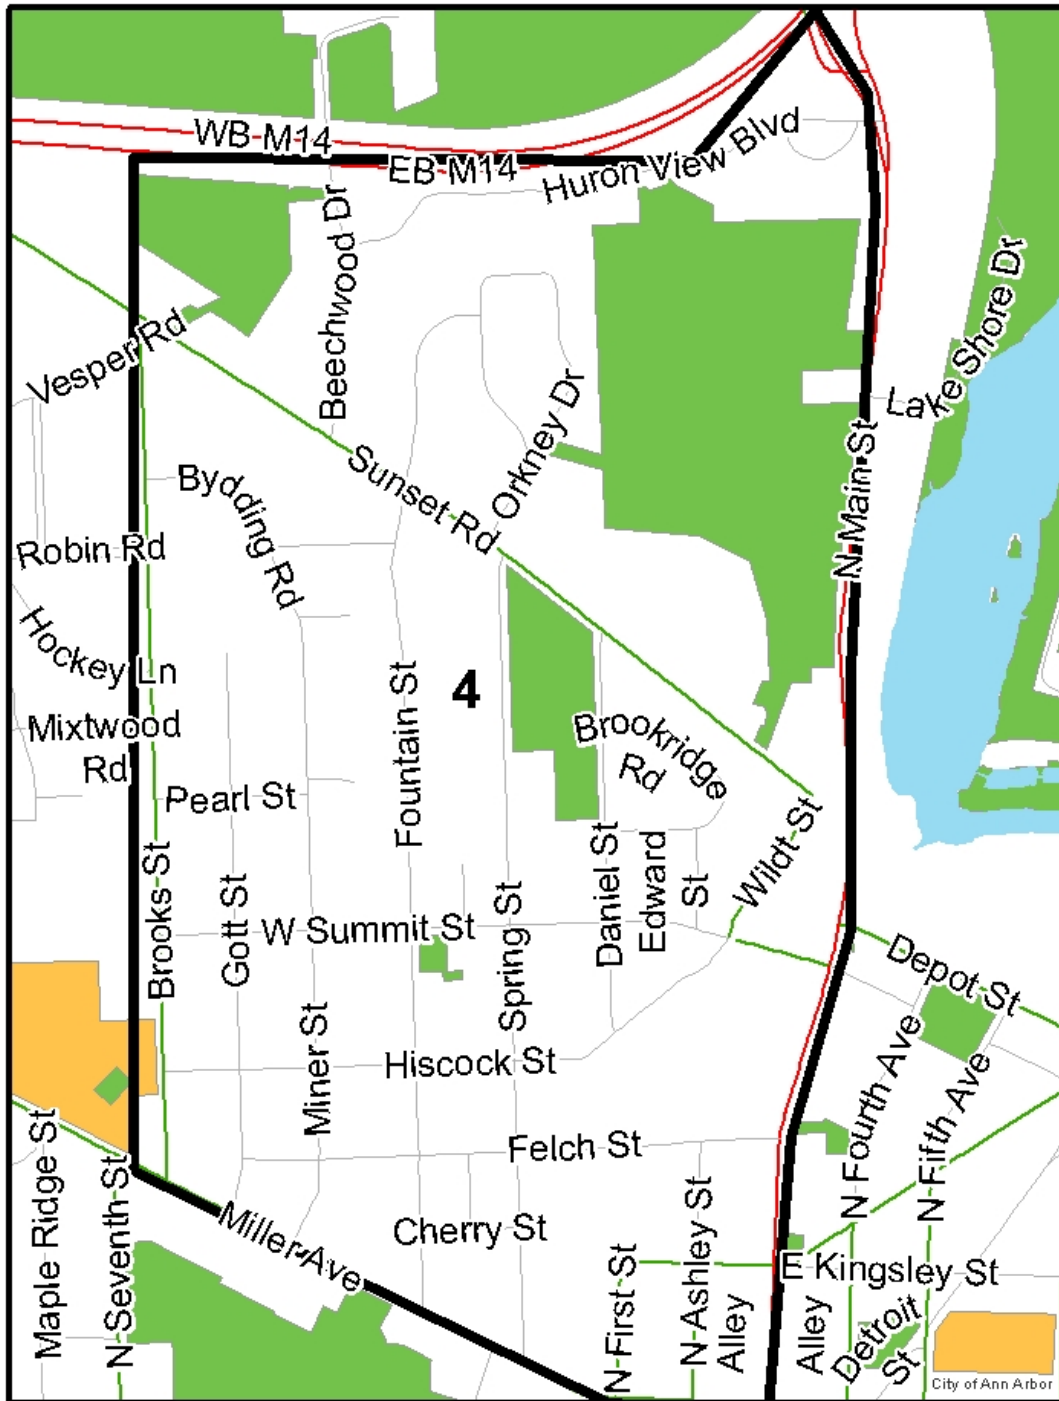 WB M14
EB M14
Huron View Blvd
Beechwood Dr
Lake Shore Dr
Vesper Rd
Orkney Dr
Sunset Rd
N Main St
Bydding Rd
Robin Rd
Hockey Ln
Mixtwood
Rd
4
Fountain St
Brookridge
Rd
Pearl St
Wildt St
Brooks St
Gott St
W Summit St
Spring St
Daniel St
Edward
St
Depot St
Miner St
Hiscock St
N Fourth Ave
N Fifth Ave
Maple Ridge St
N Seventh St
Felch St
Miller Ave
Cherry St
N First St
N Ashley St
Alley
Alley
E Kingsley St
Detroit
St
City of Ann Arbor